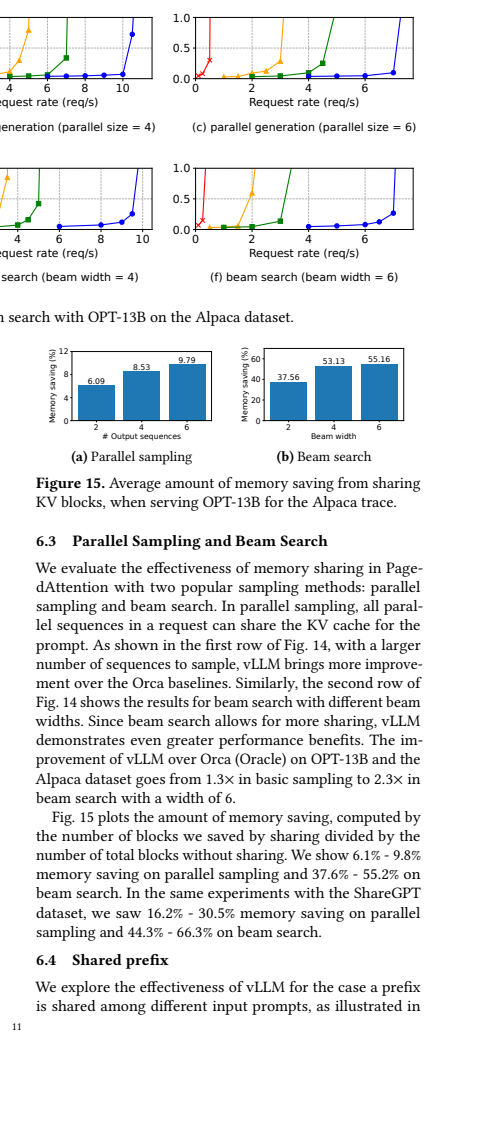 1.0
0.5
0.0
4 6 8 10
0 2 4 6
quest rate (req/s)
Request rate (req/s)
eneration (parallel size = 4)
(c) parallel generation (parallel size = 6)
1.0
0.5
0.0
4 6 8 10
0 2 4 6
Request rate (req/s)
Request rate (req/s)
search (beam width = 4)
(f) beam search (beam width = 6)
search with OPT-13B on the Alpaca dataset.
Memory saving (%)
12
8
4
0
6.09
8.53
9.79
2 4 6
# Output sequences
(a) Parallel sampling
Memory saving (%)
60
40
20
0
37.56
53.13
55.16
2 4 6
Beam width
(b) Beam search
Figure 15. Average amount of memory saving from sharing
KV blocks, when serving OPT-13B for the Alpaca trace.
6.3 Parallel Sampling and Beam Search
We evaluate the effectiveness of memory sharing in Page-
dAttention with two popular sampling methods: parallel
sampling and beam search. In parallel sampling, all paral-
lel sequences in a request can share the KV cache for the
prompt. As shown in the first row of Fig. 14, with a larger
number of sequences to sample, vLLM brings more improve-
ment over the Orca baselines. Similarly, the second row of
Fig. 14 shows the results for beam search with different beam
widths. Since beam search allows for more sharing, vLLM
demonstrates even greater performance benefits. The im-
provement of vLLM over Orca (Oracle) on OPT-13B and the
Alpaca dataset goes from 1.3× in basic sampling to 2.3× in
beam search with a width of 6.
Fig. 15 plots the amount of memory saving, computed by
the number of blocks we saved by sharing divided by the
number of total blocks without sharing. We show 6.1% - 9.8%
memory saving on parallel sampling and 37.6% - 55.2% on
beam search. In the same experiments with the ShareGPT
dataset, we saw 16.2% - 30.5% memory saving on parallel
sampling and 44.3% - 66.3% on beam search.
6.4 Shared prefix
We explore the effectiveness of vLLM for the case a prefix
is shared among different input prompts, as illustrated in
11